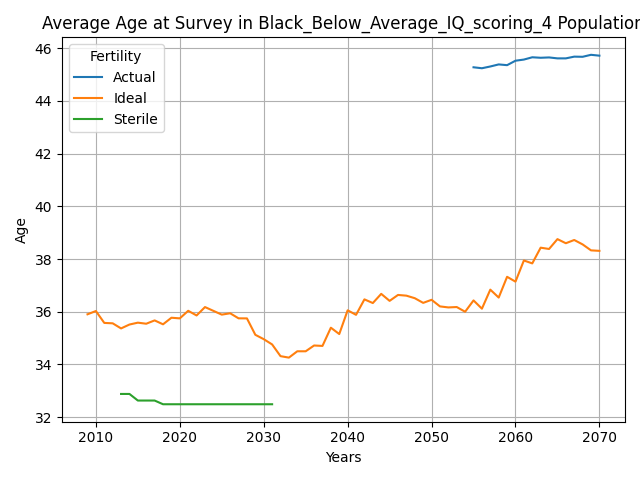 Average Age at Survey in Black_Below_Average_IQ_scoring_4 Population
Fertility
Actual
Ideal
Sterile
46
44
42
40
38
36
34
32
Age
2010 2020 2030 2040 2050 2060 2070
Years